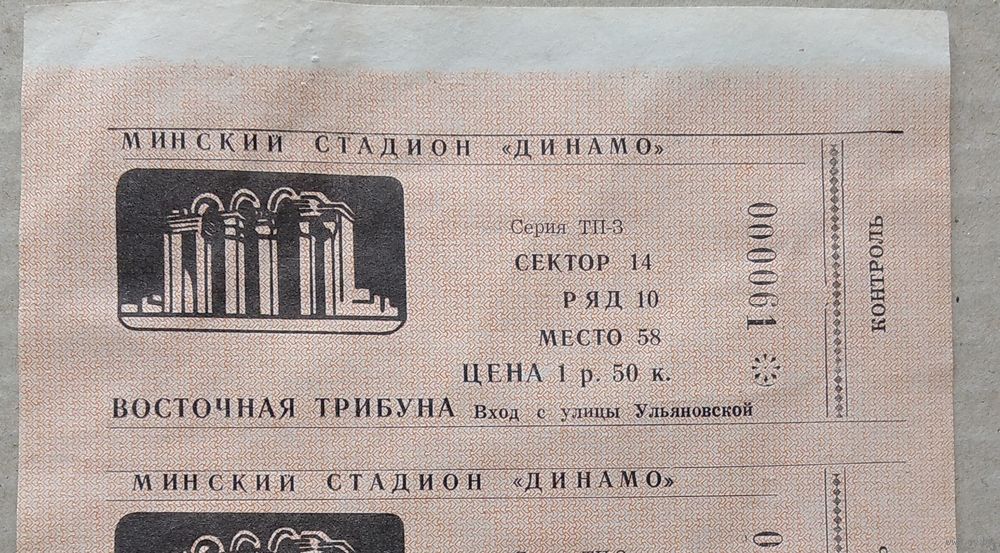 МИНСКИЙ СТАДИОН «ДИНАМО»
Серия ТП-3
СЕКТОР 14
РЯД 10
МЕСТО 58
ЦЕНА 1 р. 50 к.
ВОСТОЧНАЯ ТРИБУНА Вход с улицы Ульяновской
000061
КОНТРОЛЬ
МИНСКИЙ СТАДИОН «ДИНАМО»